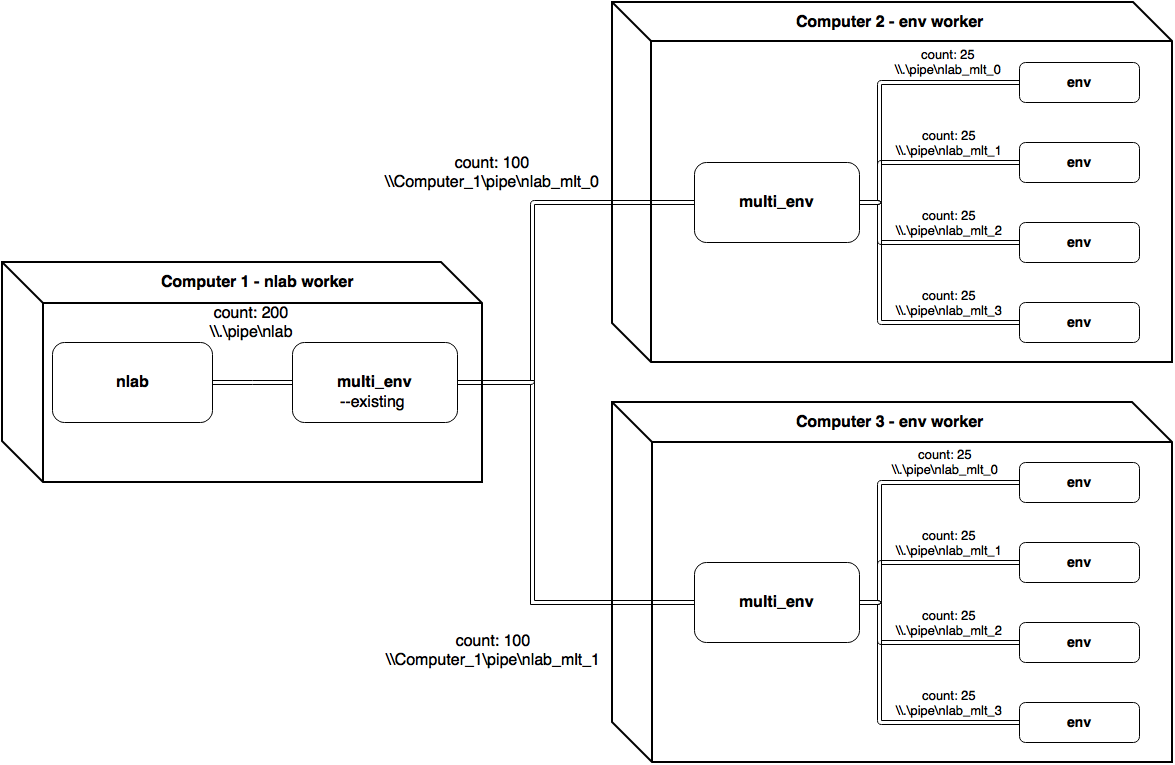 Computer 2 - env worker
count: 25
\\.\pipe\nlab_mlt_0
env
count: 25
\\.\pipe\nlab_mlt_1
env
count: 100
\\Computer_1\pipe\nlab_mlt_0
multi_env
count: 25
\\.\pipe\nlab_mlt_2
env
count: 25
\\.\pipe\nlab_mlt_3
env
Computer 1 - nlab worker
count: 200
\\.\pipe\nlab
nlab
multi_env
--existing
Computer 3 - env worker
count: 25
\\.\pipe\nlab_mlt_0
env
count: 25
\\.\pipe\nlab_mlt_1
env
multi_env
count: 100
\\Computer_1\pipe\nlab_mlt_1
count: 25
\\.\pipe\nlab_mlt_2
env
count: 25
\\.\pipe\nlab_mlt_3
env